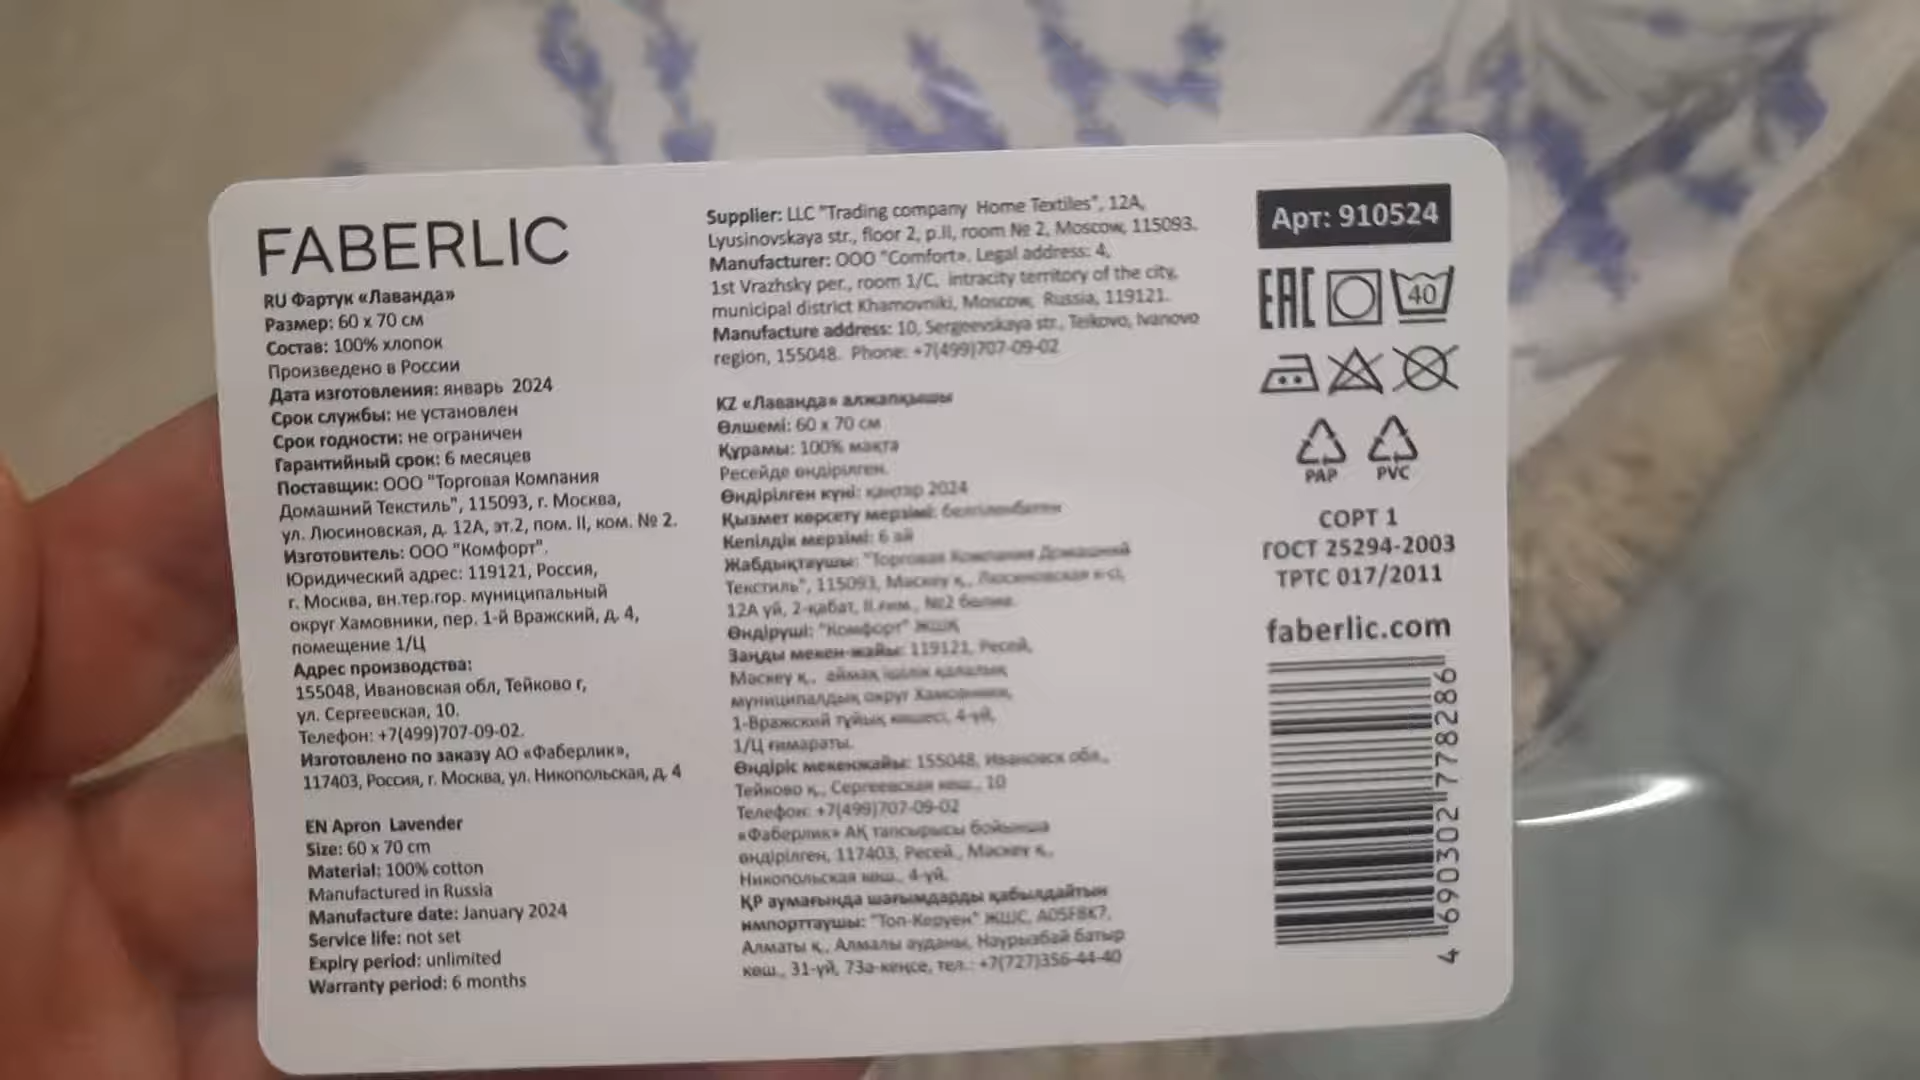 FABERLIC
RU Фартук «Лаванда»
Размер: 60 х 70 см
Состав: 100% хлопок
Произведено в России
Дата изготовления: январь 2024
Срок службы: не установлен
Срок годности: не ограничен
Гарантийный срок: 6 месяцев
Поставщик: ООО "Торговая Компания
Домашний Текстиль", 115093, г. Москва,
ул. Люсиновская, д. 12А, эт.2, пом. II, ком. № 2.
Изготовитель: ООО "Комфорт".
Юридический адрес: 119121, Россия,
г. Москва, вн.тер.гор. муниципальный
округ Хамовники, пер. 1-й Вражский, д. 4,
помещение 1/Ц
Адрес производства:
155048, Ивановская обл, Тейково г,
ул. Сергеевская, 10.
Телефон: +7(499)707-09-02.
Изготовлено по заказу АО «Фаберлик»,
117403, Россия, г. Москва, ул. Никопольская, д. 4
EN Apron Lavender
Size: 60 x 70 cm
Material: 100% cotton
Manufactured in Russia
Manufacture date: January 2024
Service life: not set
Expiry period: unlimited
Warranty period: 6 months
Supplier: LLC "Trading company Home Textiles", 12A,
Lyusinovskaya str., floor 2, p.II, room № 2, Moscow, 115093.
Manufacturer: OOO "Comfort». Legal address: 4,
1st Vrazhsky per., room 1/C, intracity territory of the city,
municipal district Khamovniki, Moscow, Russia, 119121.
Manufacture address: 10, Sergeevskaya str., Teikovo, Ivanovo
region, 155048. Phone: +7(499)707-09-02
KZ «Лаванда» алжапқышы
Өлшемі: 60 х 70 см
Құрамы: 100% мақта
Ресейде өндірілген.
Өндірілген күні: қаңтар 2024
Қызмет көрсету мерзімі: белгіленбеген
Кепілдік мерзімі: 6 ай
Жабдықтаушы: "Торговая Компания Домашний
Текстиль", 115093, Мәскеу қ., Люсиновская к-сі,
12А үй, 2-қабат, II ғим., №2 бөлме.
Өндіруші: "Комфорт" ЖШҚ
Заңды мекен-жайы: 119121, Ресей,
Мәскеу қ., аймақ ішілік қалалық
муниципалдық округ Хамовники,
1-Вражский тұйық көшесі, 4-үй,
1/Ц ғимараты.
Өндіріс мекенжайы: 155048, Ивановск обл.,
Тейково қ., Сергеевская көш., 10
Телефон: +7(499)707-09-02
«Фаберлик» АҚ тапсырысы бойынша
өндірілген, 117403, Ресей., Мәскеу қ.,
Никопольская көш., 4-үй.
ҚР аумағында шағымдарды қабылдайтын
импорттаушы: "Топ-Керуен" ЖШС, A05F8K7,
Алматы қ., Алмалы ауданы, Наурызбай батыр
көш., 31-үй, 73а-кеңсе, тел.: +7(727)356-44-40
Арт: 910524
EAC
40
PAP PVC
СОРТ 1
ГОСТ 25294-2003
ТРТС 017/2011
faberlic.com
4 690302 778286